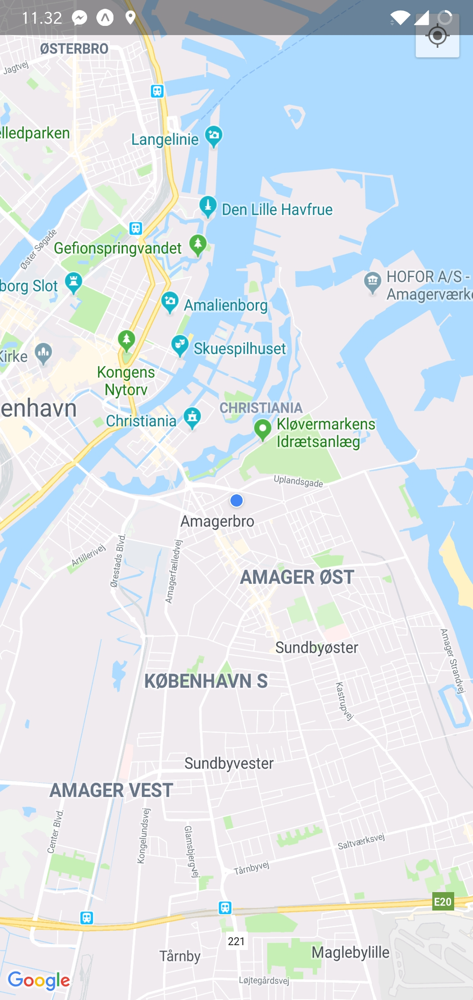 11.32
ØSTERBRO
Jagtvej
elledparken
Langelinie
Den Lille Havfrue
Øster Søgade
Gefionspringvandet
borg Slot
HOFOR A/S -
Amagerværke
Amalienborg
Skuespilhuset
Kirke
Kongens
Nytorv
enhavn
CHRISTIANIA
Christiania
Kløvermarkens
Idrætsanlæg
Uplandsgade
Amagerbro
Artillerivej
Ørestads Blvd.
Amagerfælledvej
AMAGER ØST
Sundbyøster
Amager Strandvej
KØBENHAVN S
Kastrupvej
Sundbyvester
AMAGER VEST
Center Blvd.
Kongelundsvej
Glamsbjergvej
Saltværksvej
Tårnbyvej
E20
221
Tårnby
Maglebylille
Løjtegårdsvej
Google